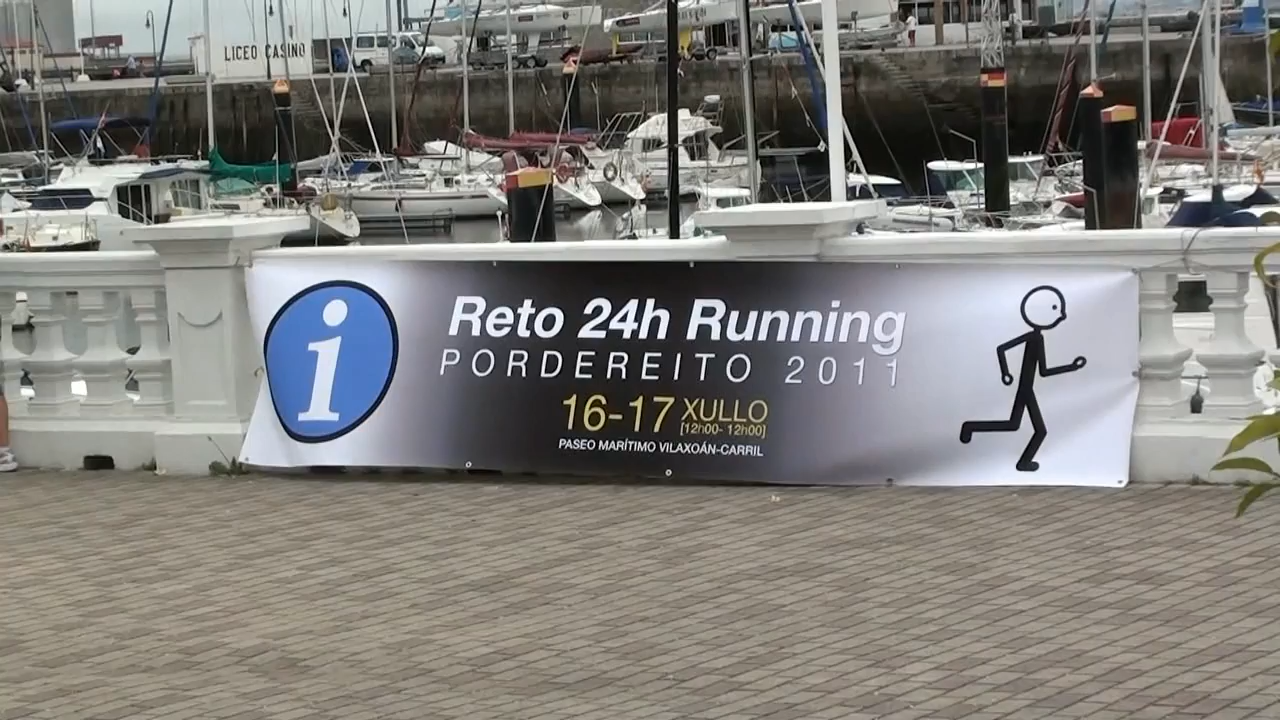 LICEO CASINO
i
Reto 24h Running
PORDEREITO 2011
16-17 XULLO
[12h00- 12h00]
PASEO MARÍTIMO VILAXOÁN-CARRIL